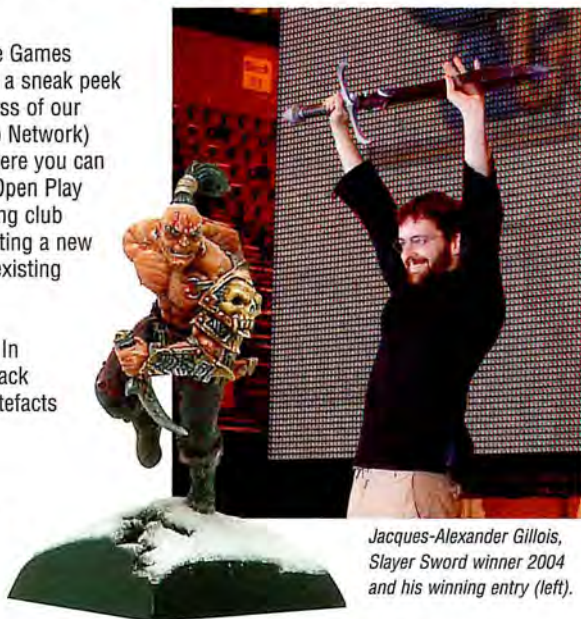 e Games
a sneak peek
ss of our
Network)
ere you can
Open Play
ng club
ting a new
existing
In
ack
tefacts
Jacques-Alexander Gillois,
Slayer Sword winner 2004
and his winning entry (left).